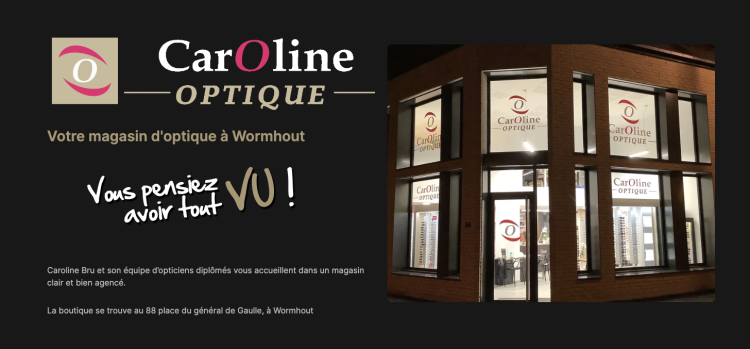 CarOline
OPTIQUE
Votre magasin d'optique à Wormhout
Vous pensiez
avoir tout VU !
Caroline Bru et son équipe d'opticiens diplômés vous accueillent dans un magasin
clair et bien agencé.
La boutique se trouve au 88 place du général de Gaulle, à Wormhout
CarOline
OPTIQUE
CarOline
OPTIQUE
CarOline
OPTIQUE
CarOline
OPTIQUE
CarOline
OPTIQUE